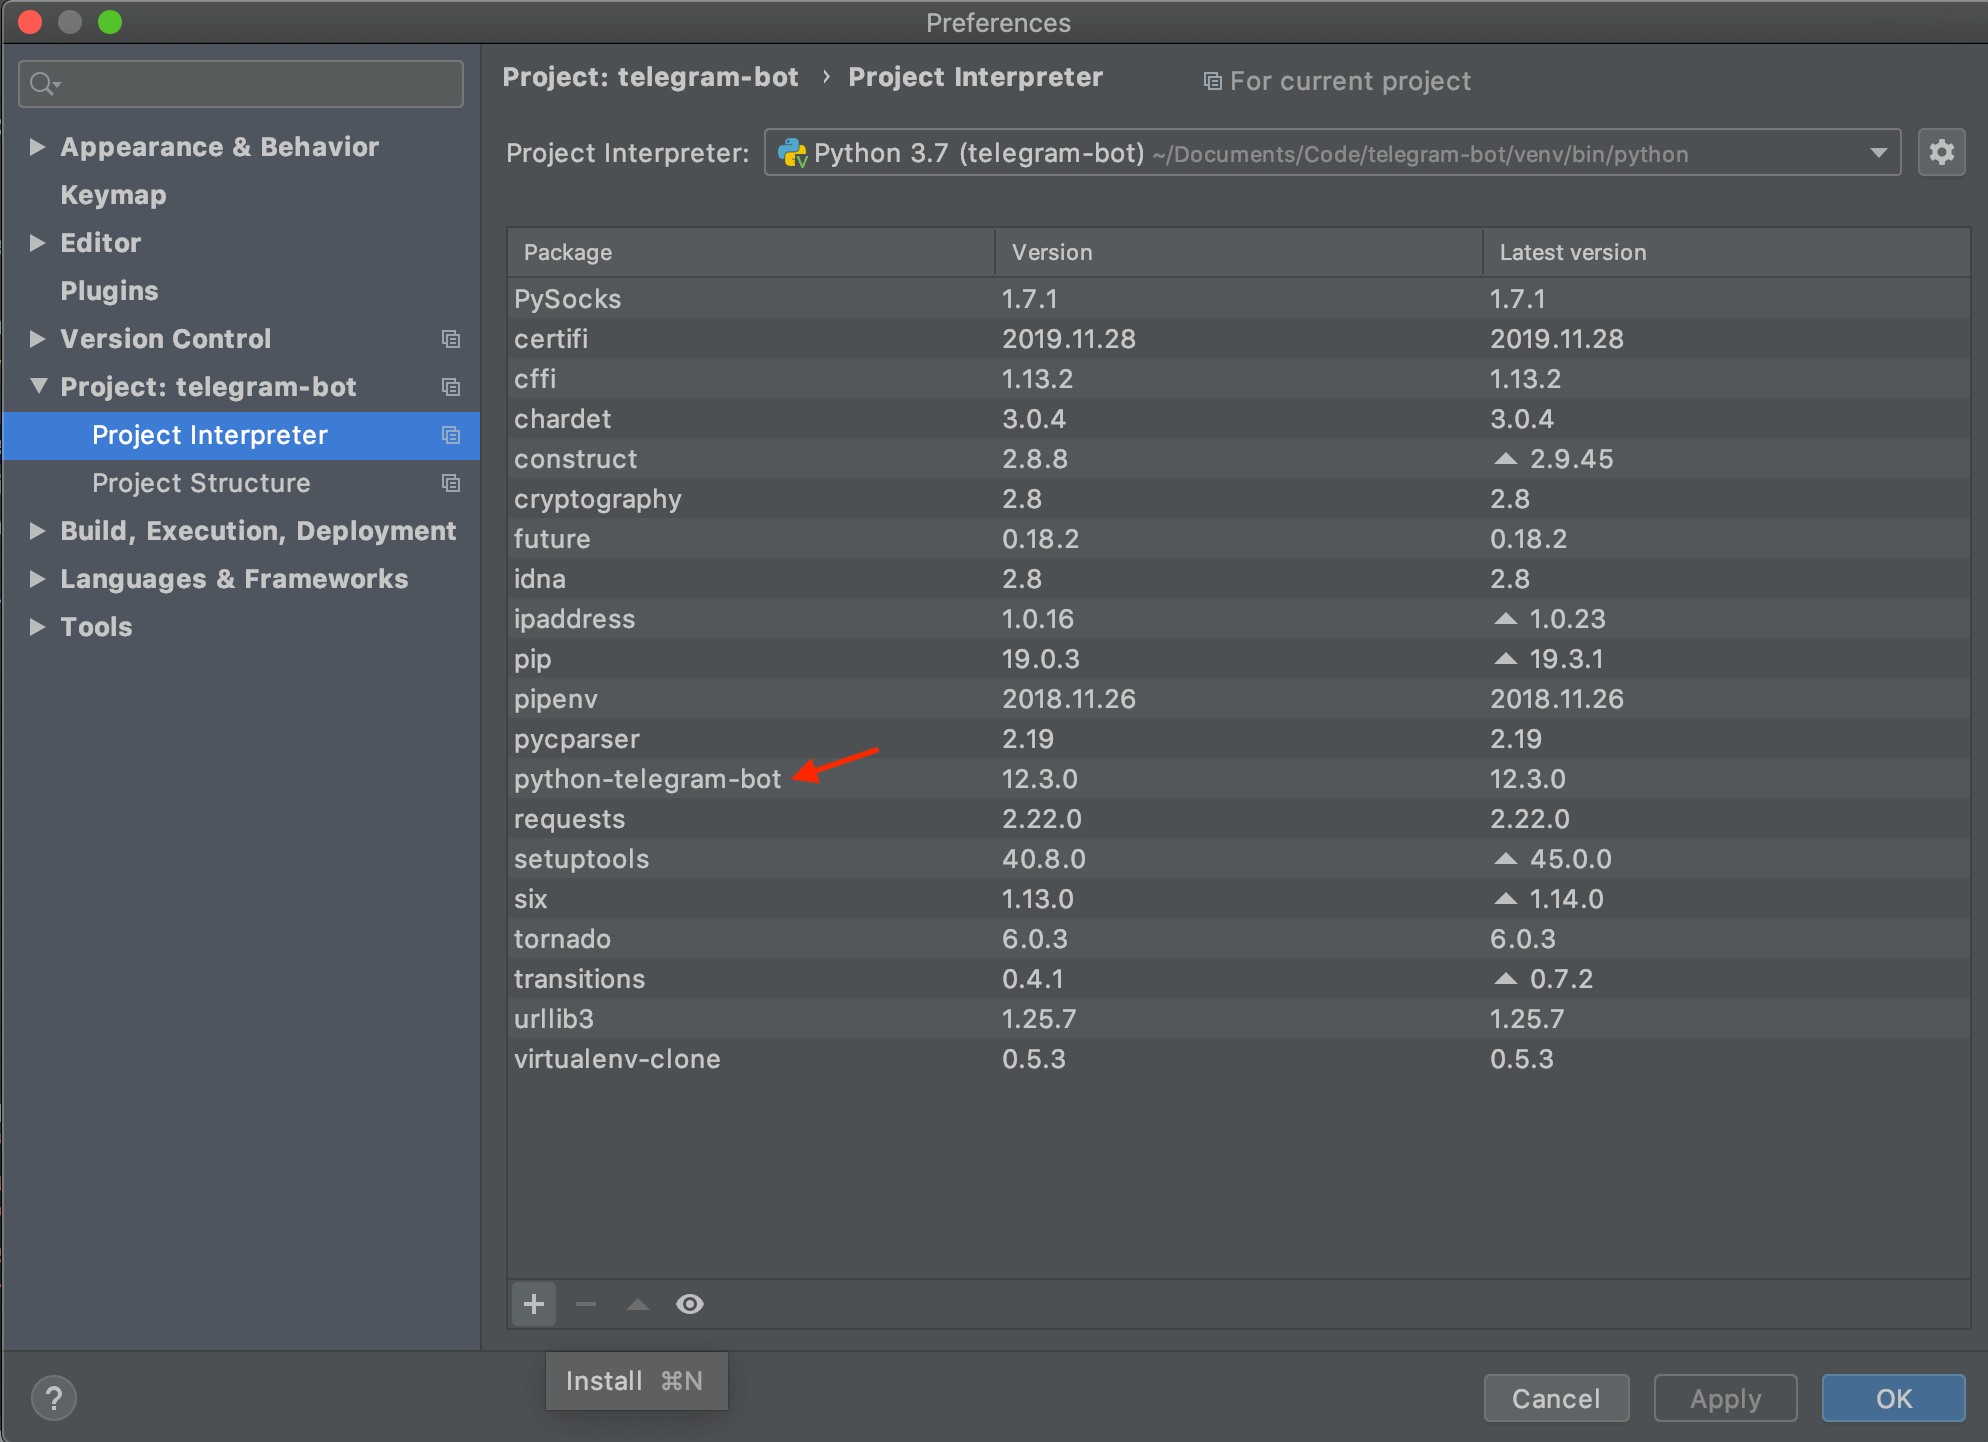 Preferences
Project: telegram-bot › Project Interpreter For current project
Project Interpreter: Python 3.7 (telegram-bot) ~/Documents/Code/telegram-bot/venv/bin/python
Appearance & Behavior
Keymap
Editor
Plugins
Version Control
Project: telegram-bot
Project Interpreter
Project Structure
Build, Execution, Deployment
Languages & Frameworks
Tools
Package Version Latest version
PySocks 1.7.1 1.7.1
certifi 2019.11.28 2019.11.28
cffi 1.13.2 1.13.2
chardet 3.0.4 3.0.4
construct 2.8.8 2.9.45
cryptography 2.8 2.8
future 0.18.2 0.18.2
idna 2.8 2.8
ipaddress 1.0.16 1.0.23
pip 19.0.3 19.3.1
pipenv 2018.11.26 2018.11.26
pycparser 2.19 2.19
python-telegram-bot 12.3.0 12.3.0
requests 2.22.0 2.22.0
setuptools 40.8.0 45.0.0
six 1.13.0 1.14.0
tornado 6.0.3 6.0.3
transitions 0.4.1 0.7.2
urllib3 1.25.7 1.25.7
virtualenv-clone 0.5.3 0.5.3
Install ⌘N
? Cancel Apply OK